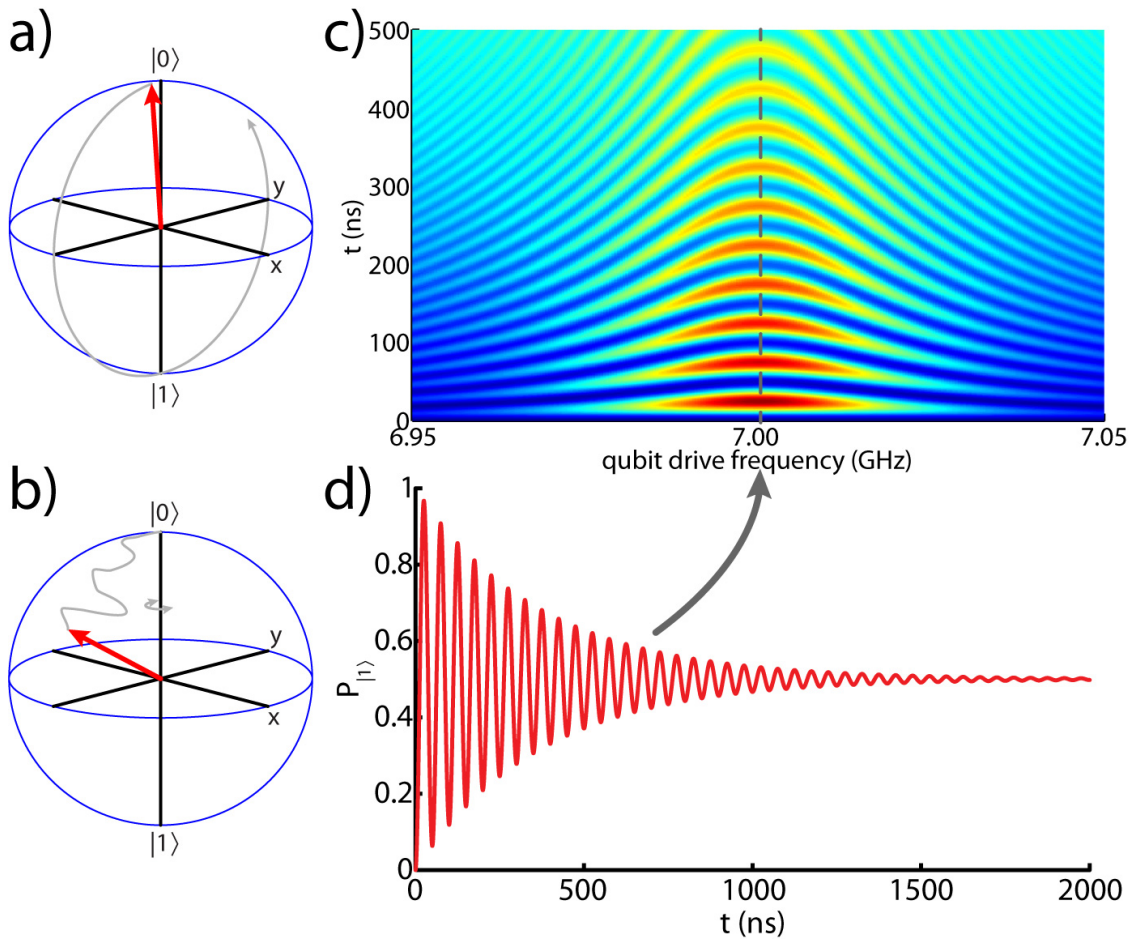 a)
|0⟩
y
x
|1⟩
c)
500
400
300
200
100
0
t (ns)
6.95
7.00
7.05
qubit drive frequency (GHz)
b)
|0⟩
y
x
|1⟩
d)
1
0.8
0.6
0.4
0.2
0
P|1⟩
0
500
1000
1500
2000
t (ns)